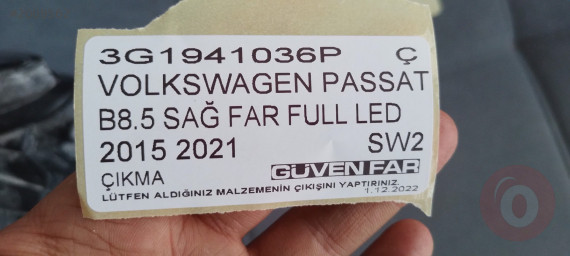 3G1941036P Ç
VOLKSWAGEN PASSAT
B8.5 SAĞ FAR FULL LED
2015 2021 SW2
ÇIKMA GÜVEN FAR
LÜTFEN ALDIĞINIZ MALZEMENİN ÇIKIŞINI YAPTIRINIZ.
1.12.2022